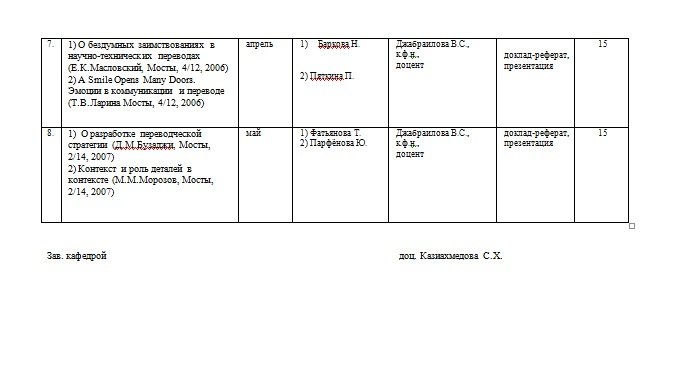 7.
1) О бездумных заимствованиях в
научно-технических переводах
(Е.К.Масловский, Мосты, 4/12, 2006)
2) A Smile Opens Many Doors.
Эмоции в коммуникации и переводе
(Т.В.Ларина Мосты, 4/12, 2006)
апрель
1) Баркова Н.
2) Пяткина П.
Джабраилова В.С.,
к.ф.н.,
доцент
доклад-реферат,
презентация
15
8.
1) О разработке переводческой
стратегии (Д.М.Бузаджи, Мосты,
2/14, 2007)
2) Контекст и роль деталей в
контексте (М.М.Морозов, Мосты,
2/14, 2007)
май
1) Фатьянова Т.
2) Парфёнова Ю.
Джабраилова В.С.,
к.ф.н.,
доцент
доклад-реферат,
презентация
15
Зав. кафедрой доц. Казиахмедова С.Х.